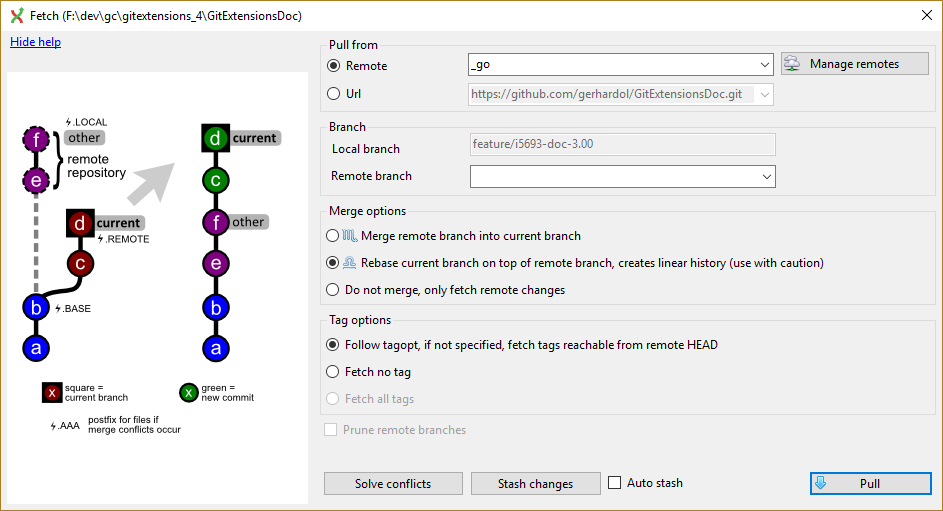 Fetch (F:\dev\gc\gitextensions_4\GitExtensionsDoc)
Hide help
⚡.LOCAL
f
other
e
remote
repository
d
current
⚡.REMOTE
c
b
⚡.BASE
a
d
current
c
f
other
e
b
a
x
square =
current branch
x
green =
new commit
⚡.AAA
postfix for files if
merge conflicts occur
Pull from
Remote
_go
Manage remotes
Url
https://github.com/gerhardol/GitExtensionsDoc.git
Branch
Local branch
feature/i5693-doc-3.00
Remote branch
Merge options
Merge remote branch into current branch
Rebase current branch on top of remote branch, creates linear history (use with caution)
Do not merge, only fetch remote changes
Tag options
Follow tagopt, if not specified, fetch tags reachable from remote HEAD
Fetch no tag
Fetch all tags
Prune remote branches
Solve conflicts
Stash changes
Auto stash
Pull